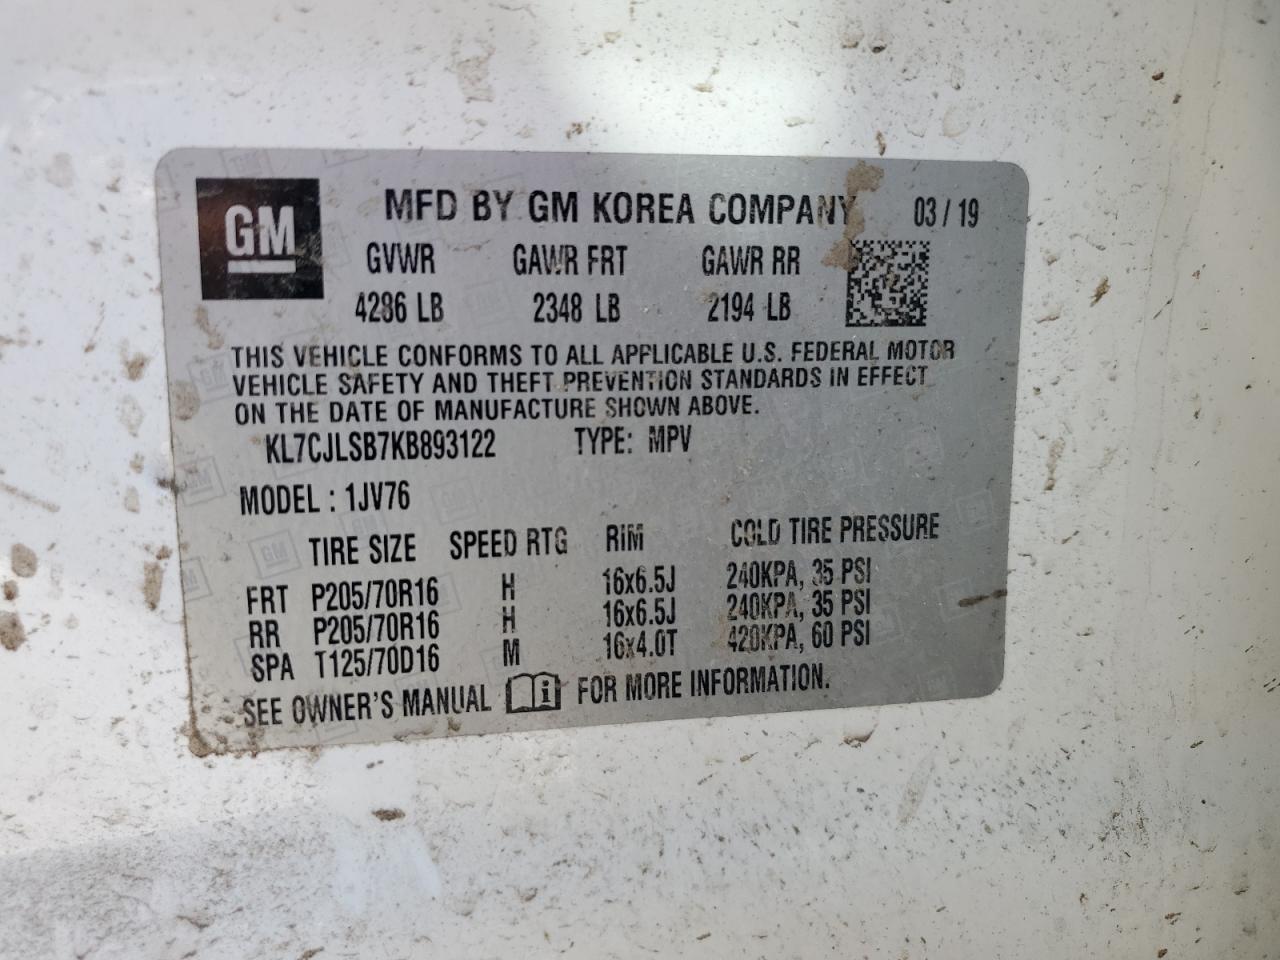 GM
MFD BY GM KOREA COMPANY 03 / 19
GVWR GAWR FRT GAWR RR
4286 LB 2348 LB 2194 LB
THIS VEHICLE CONFORMS TO ALL APPLICABLE U.S. FEDERAL MOTOR
VEHICLE SAFETY AND THEFT PREVENTION STANDARDS IN EFFECT
ON THE DATE OF MANUFACTURE SHOWN ABOVE.
KL7CJLSB7KB893122 TYPE: MPV
MODEL : 1JV76
TIRE SIZE SPEED RTG RIM COLD TIRE PRESSURE
FRT P205/70R16 H 16x6.5J 240KPA, 35 PSI
RR P205/70R16 H 16x6.5J 240KPA, 35 PSI
SPA T125/70D16 M 16x4.0T 420KPA, 60 PSI
SEE OWNER'S MANUAL FOR MORE INFORMATION.